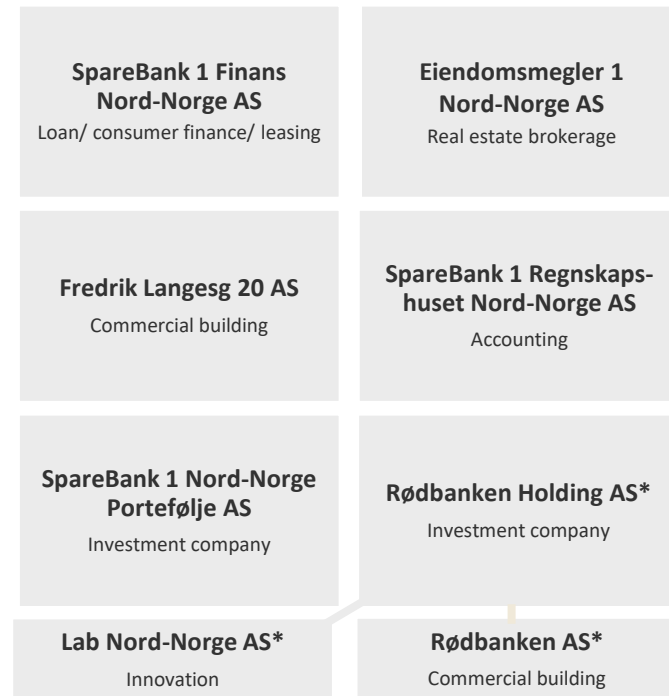 SpareBank 1 Finans
Nord-Norge AS
Loan/ consumer finance/ leasing
Eiendomsmegler 1
Nord-Norge AS
Real estate brokerage
Fredrik Langesg 20 AS
Commercial building
SpareBank 1 Regnskaps-
huset Nord-Norge AS
Accounting
SpareBank 1 Nord-Norge
Portefølje AS
Investment company
Rødbanken Holding AS*
Investment company
Lab Nord-Norge AS*
Innovation
Rødbanken AS*
Commercial building